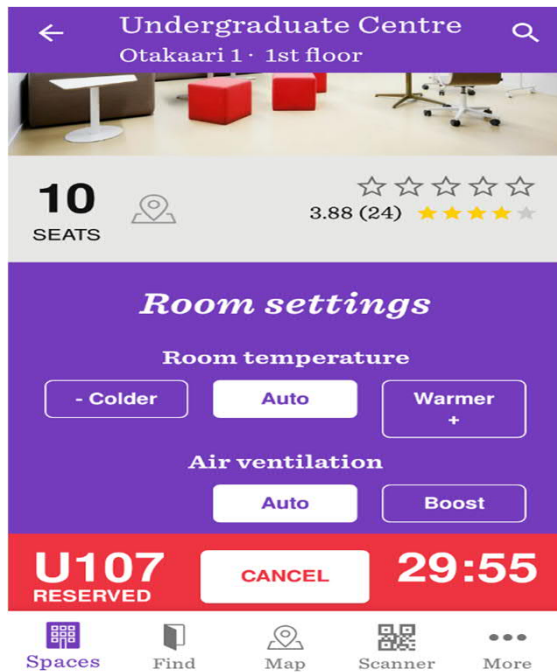 Undergraduate Centre
Otakaari 1 · 1st floor
10
SEATS
3.88 (24)
Room settings
Room temperature
- Colder
Auto
Warmer
+
Air ventilation
Auto
Boost
U107
RESERVED
CANCEL
29:55
Spaces
Find
Map
Scanner
More